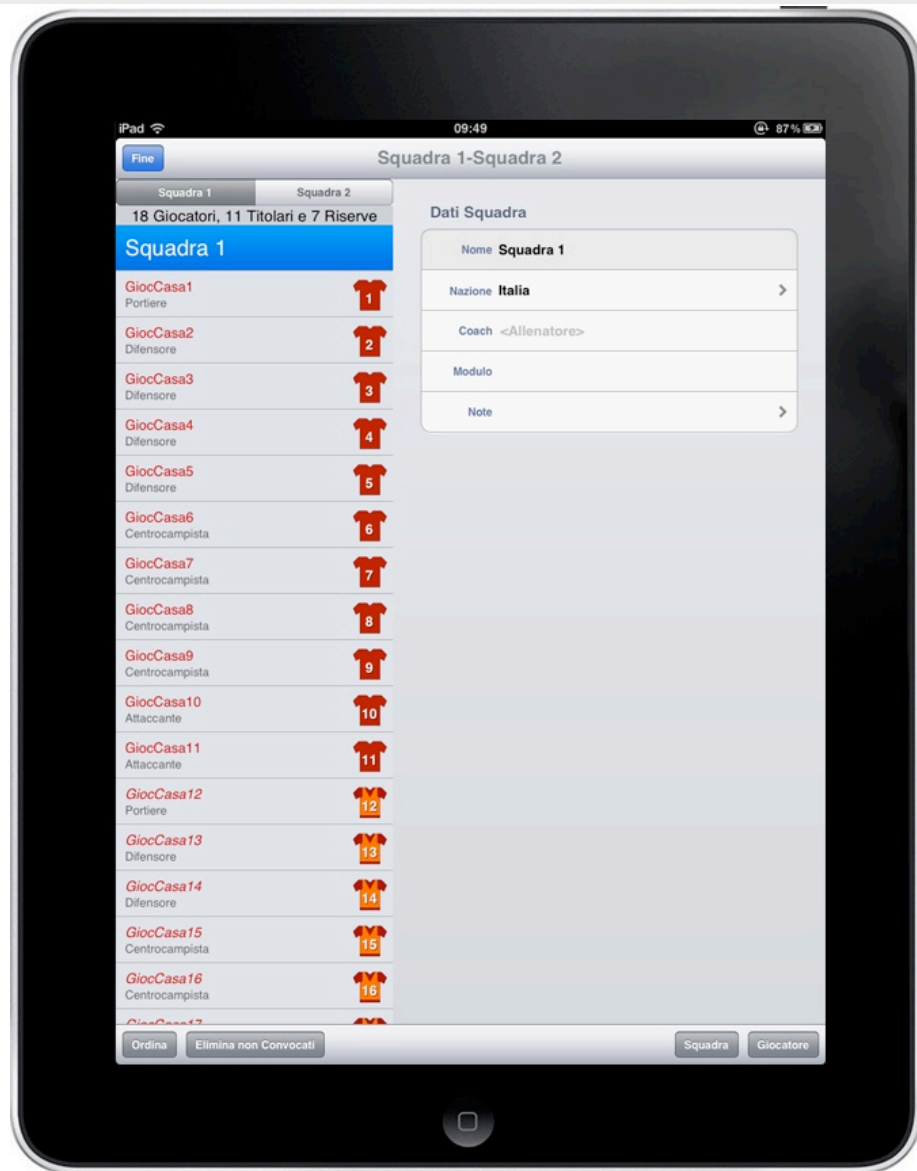 iPad 09:49 87%
Fine Squadra 1-Squadra 2
Squadra 1 Squadra 2
18 Giocatori, 11 Titolari e 7 Riserve
Squadra 1
GiocCasa1 1
Portiere
GiocCasa2 2
Difensore
GiocCasa3 3
Difensore
GiocCasa4 4
Difensore
GiocCasa5 5
Difensore
GiocCasa6 6
Centrocampista
GiocCasa7 7
Centrocampista
GiocCasa8 8
Centrocampista
GiocCasa9 9
Centrocampista
GiocCasa10 10
Attaccante
GiocCasa11 11
Attaccante
GiocCasa12 12
Portiere
GiocCasa13 13
Difensore
GiocCasa14 14
Difensore
GiocCasa15 15
Centrocampista
GiocCasa16 16
Centrocampista
Dati Squadra
Nome Squadra 1
Nazione Italia
Coach <Allenatore>
Modulo
Note
Ordina Elimina non Convocati Squadra Giocatore